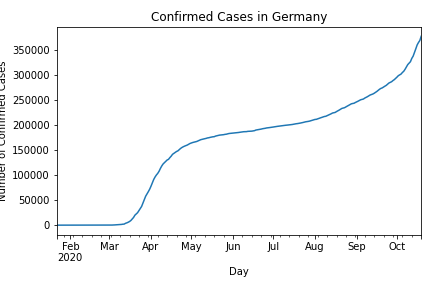 Confirmed Cases in Germany
Number of Confirmed Cases
350000
300000
250000
200000
150000
100000
50000
0
Feb Mar Apr May Jun Jul Aug Sep Oct
2020
Day